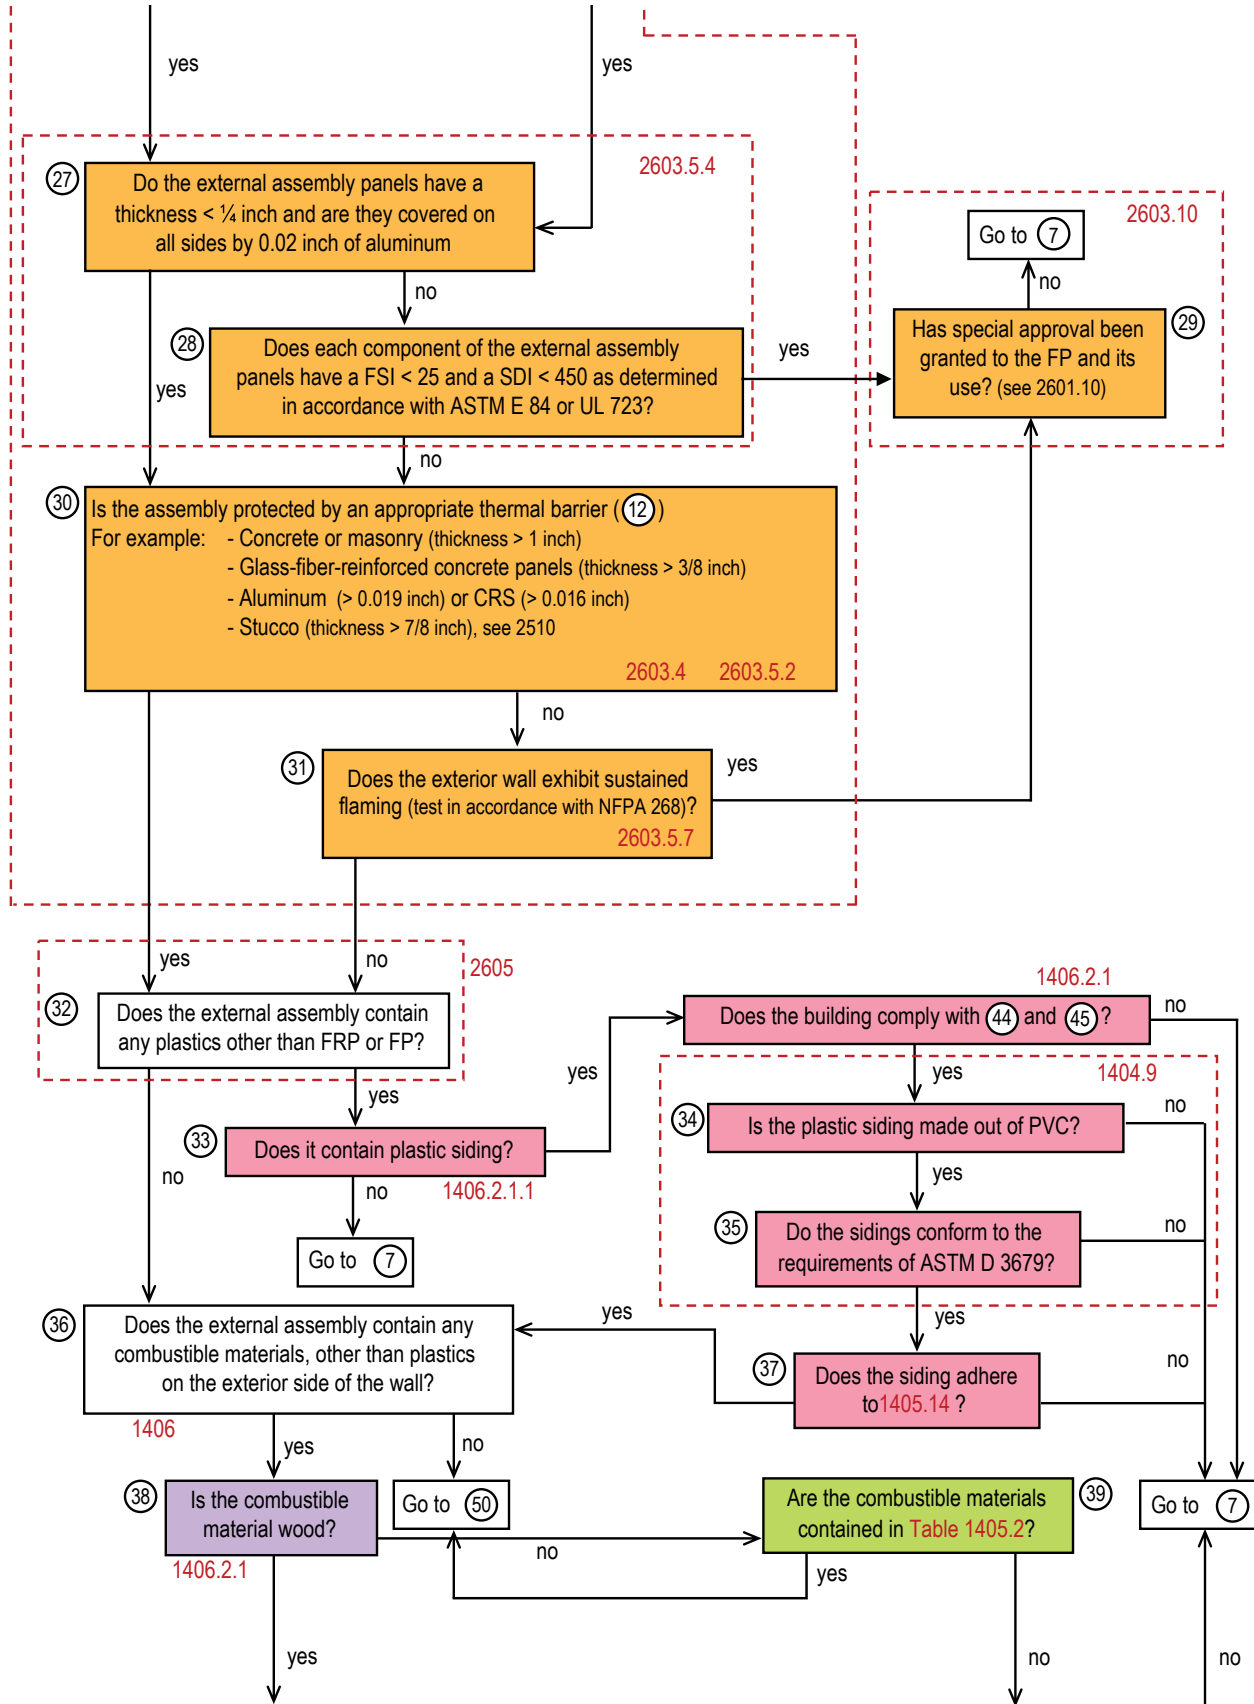 yes
yes
2603.5.4
27
Do the external assembly panels have a
thickness < ¼ inch and are they covered on
all sides by 0.02 inch of aluminum
2603.10
Go to 7
no
no
28
Does each component of the external assembly
panels have a FSI < 25 and a SDI < 450 as determined
in accordance with ASTM E 84 or UL 723?
yes
Has special approval been
granted to the FP and its
use? (see 2601.10)
29
yes
no
30
Is the assembly protected by an appropriate thermal barrier ( 12 )
For example: - Concrete or masonry (thickness > 1 inch)
- Glass-fiber-reinforced concrete panels (thickness > 3/8 inch)
- Aluminum (> 0.019 inch) or CRS (> 0.016 inch)
- Stucco (thickness > 7/8 inch), see 2510
2603.4 2603.5.2
no
31
Does the exterior wall exhibit sustained
flaming (test in accordance with NFPA 268)?
2603.5.7
yes
yes
no
2605
32
Does the external assembly contain
any plastics other than FRP or FP?
1406.2.1
Does the building comply with 44 and 45 ?
no
yes
yes
yes
1404.9
33
Does it contain plastic siding?
1406.2.1.1
34
Is the plastic siding made out of PVC?
no
no
no
yes
Go to 7
35
Do the sidings conform to the
requirements of ASTM D 3679?
no
36
Does the external assembly contain any
combustible materials, other than plastics
on the exterior side of the wall?
1406
yes
yes
37
Does the siding adhere
to1405.14 ?
no
yes
no
38
Is the combustible
material wood?
1406.2.1
Go to 50
Are the combustible materials
contained in Table 1405.2?
39
Go to 7
no
yes
yes
no
no